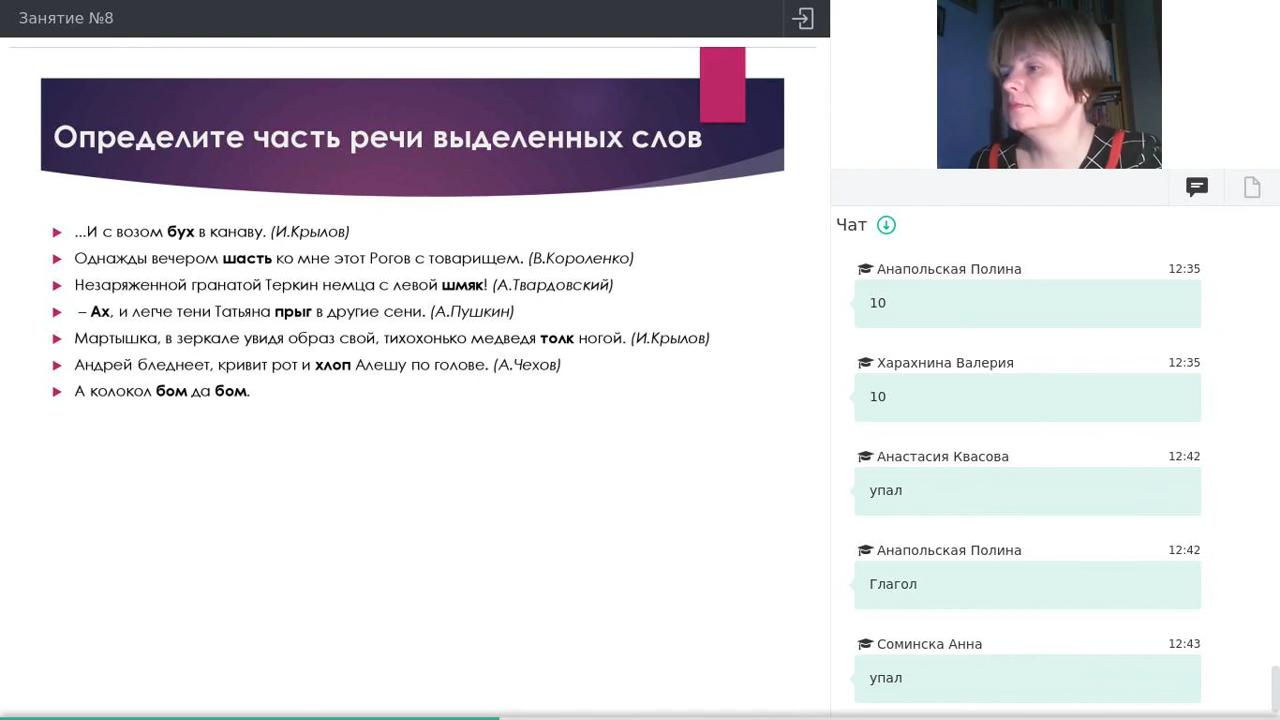 Занятие №8
Определите часть речи выделенных слов
...И с возом бух в канаву. (И.Крылов)
Однажды вечером шасть ко мне этот Рогов с товарищем. (В.Короленко)
Незаряженной гранатой Теркин немца с левой шмяк! (А.Твардовский)
– Ах, и легче тени Татьяна прыг в другие сени. (А.Пушкин)
Мартышка, в зеркале увидя образ свой, тихохонько медведя толк ногой. (И.Крылов)
Андрей бледнеет, кривит рот и хлоп Алешу по голове. (А.Чехов)
А колокол бом да бом.
Чат
Анапольская Полина 12:35
10
Харахнина Валерия 12:35
10
Анастасия Квасова 12:42
упал
Анапольская Полина 12:42
Глагол
Соминска Анна 12:43
упал